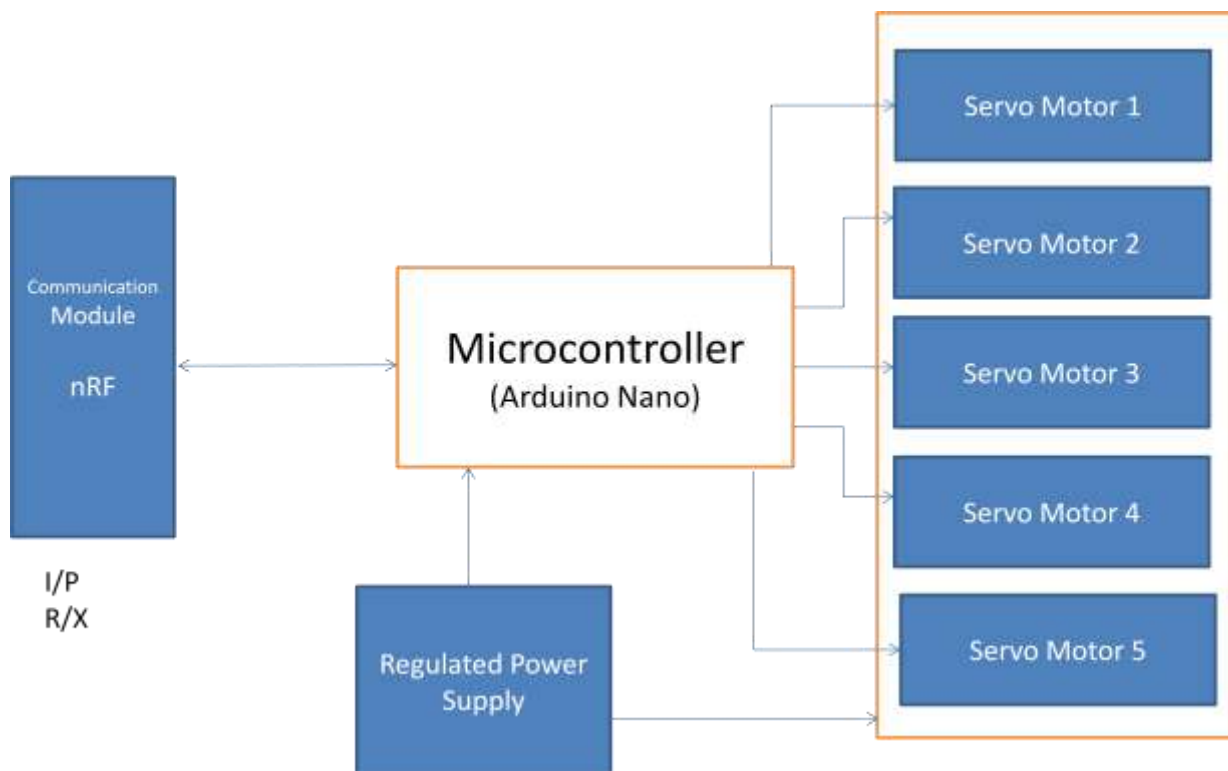 Communication
Module
nRF
I/P
R/X
Microcontroller
(Arduino Nano)
Regulated Power
Supply
Servo Motor 1
Servo Motor 2
Servo Motor 3
Servo Motor 4
Servo Motor 5